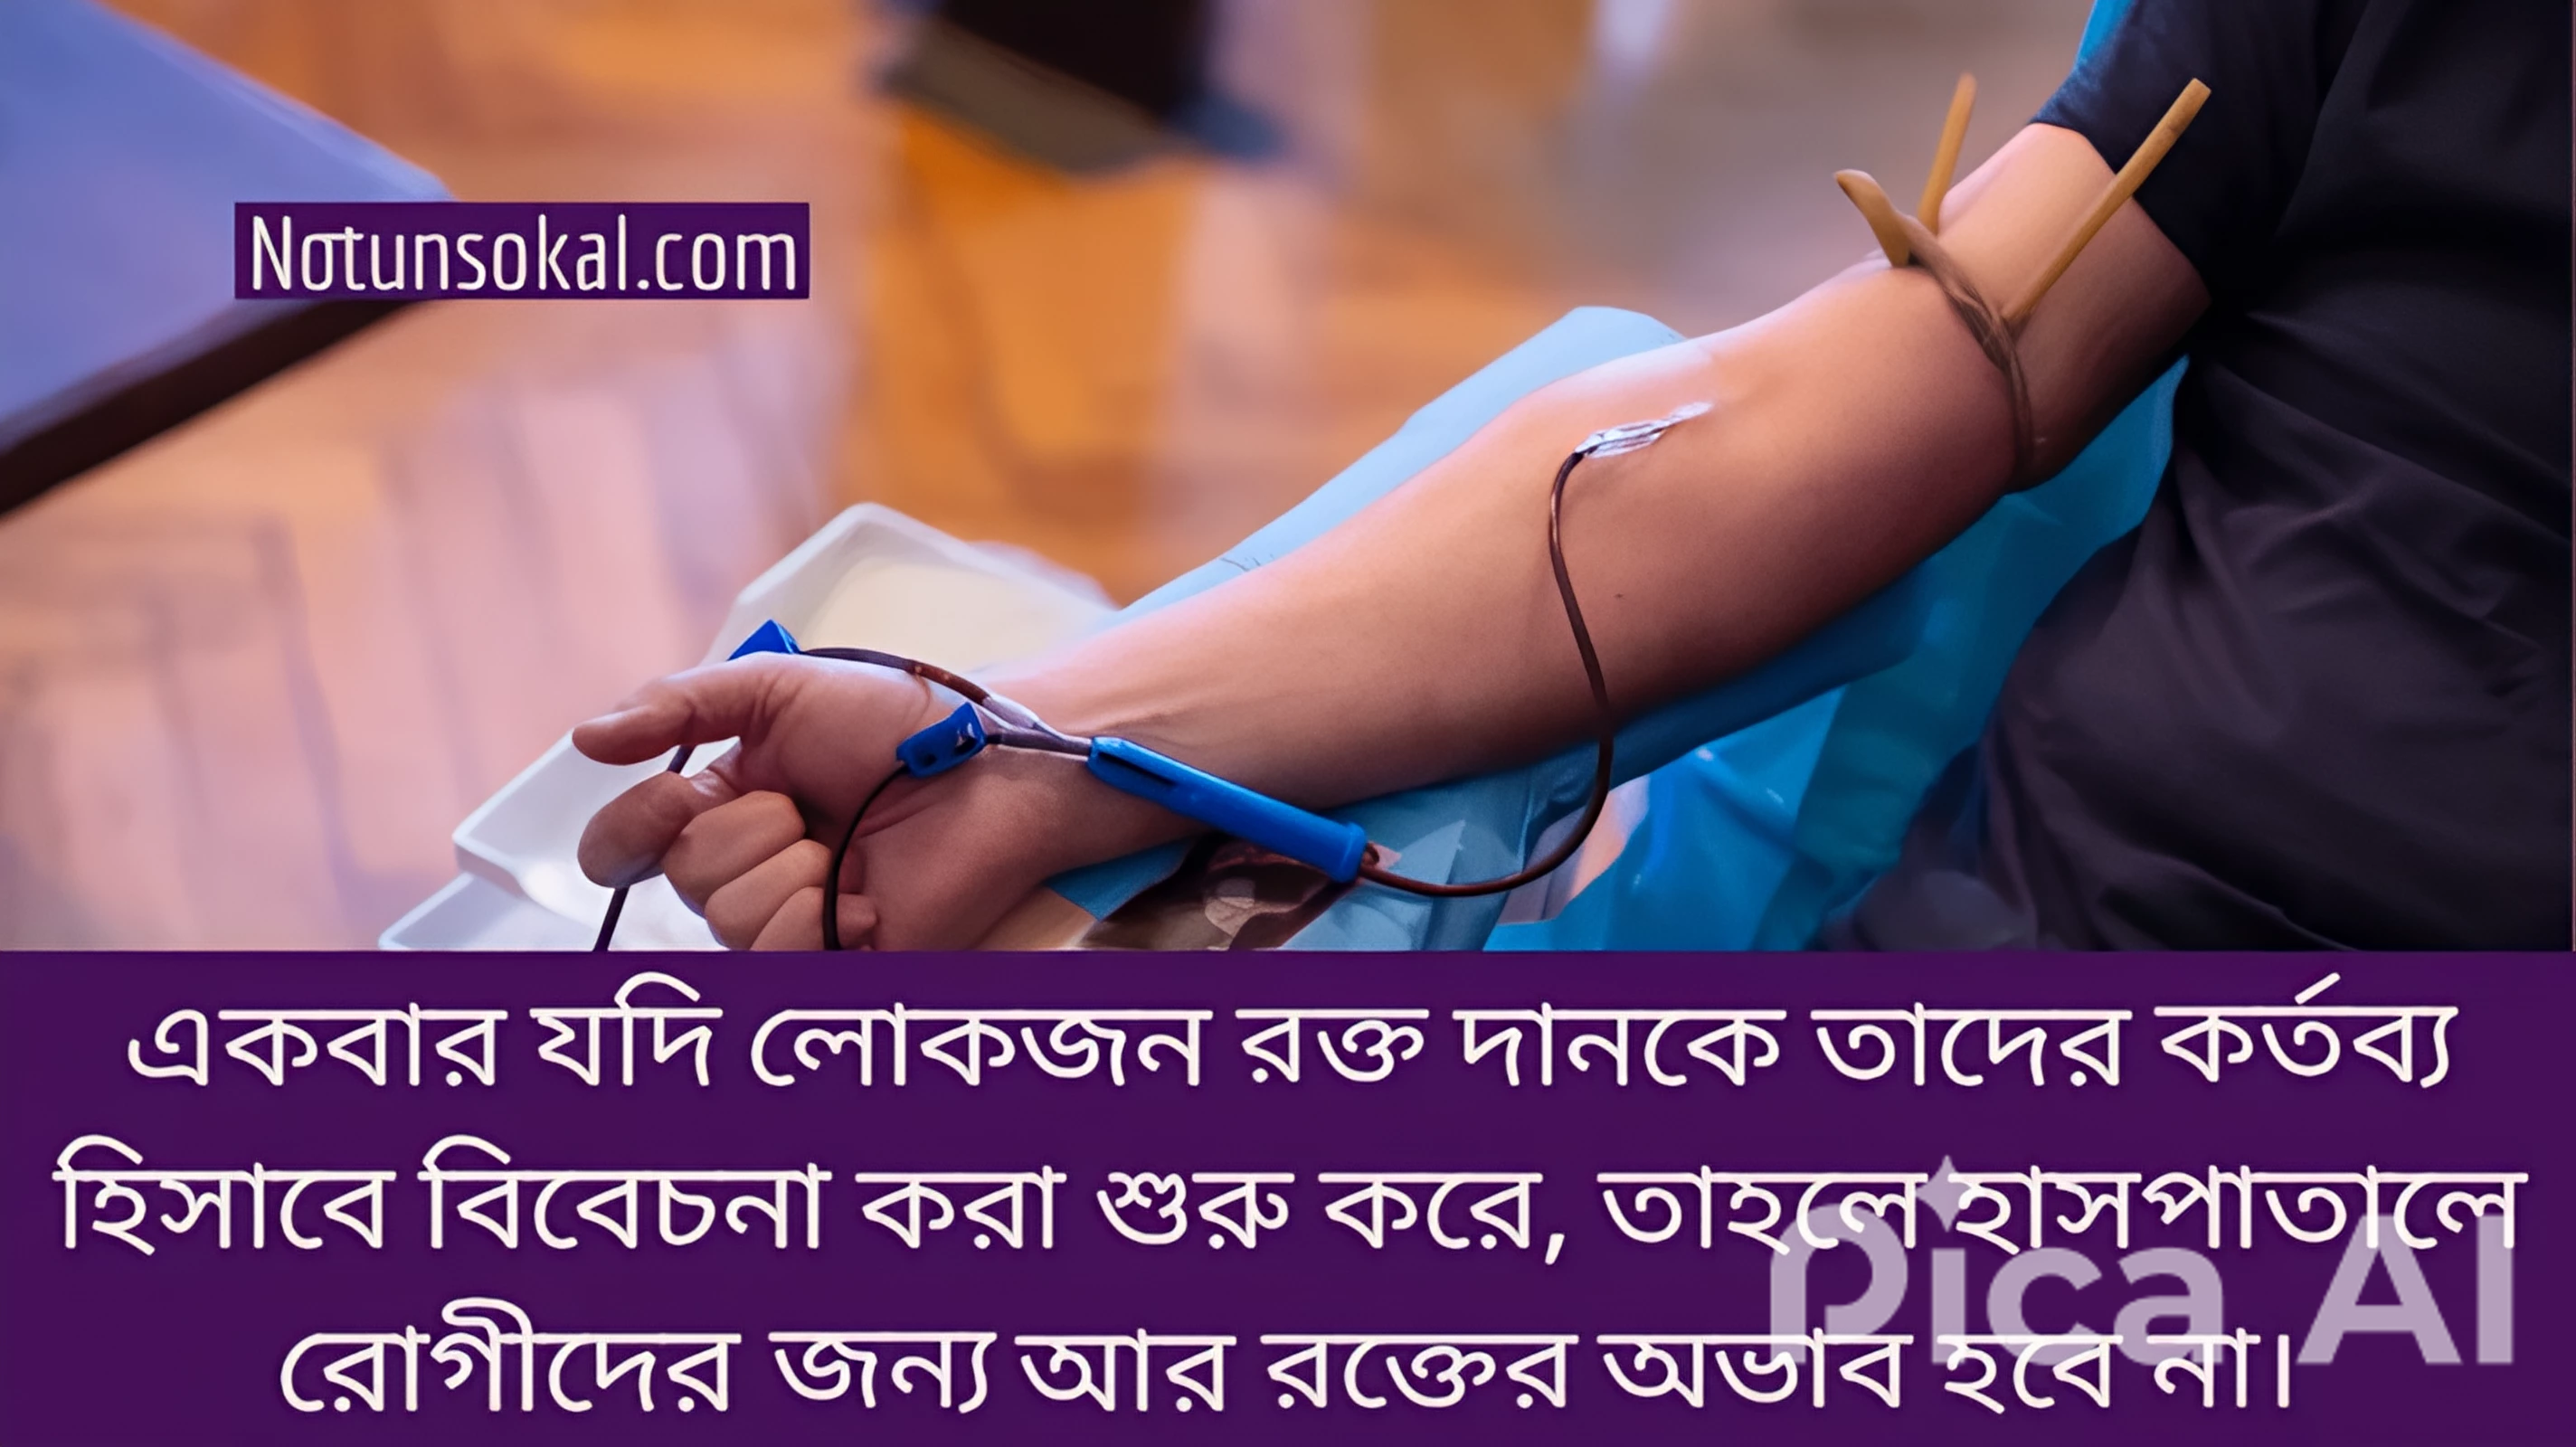 Notunsokal.com
একবার যদি লোকজন রক্ত দানকে তাদের কর্তব্য
হিসাবে বিবেচনা করা শুরু করে, তাহলে হাসপাতালে
রোগীদের জন্য আর রক্তের অভাব হবে না।
Pica AI